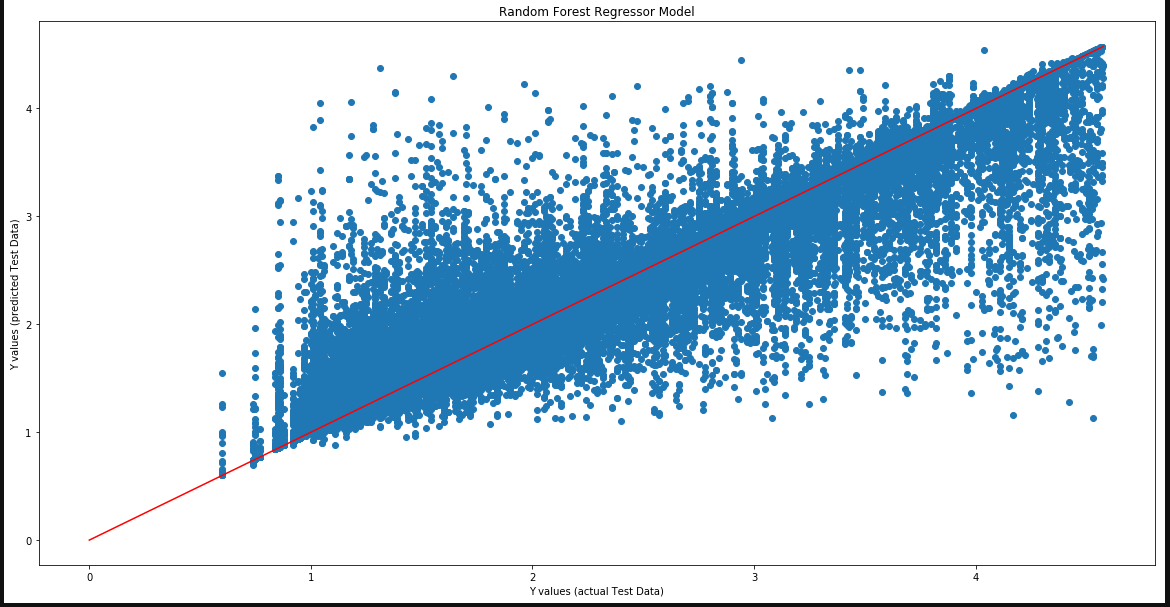 Random Forest Regressor Model
Y values (predicted Test Data)
4
3
2
1
0
0 1 2 3 4
Y values (actual Test Data)